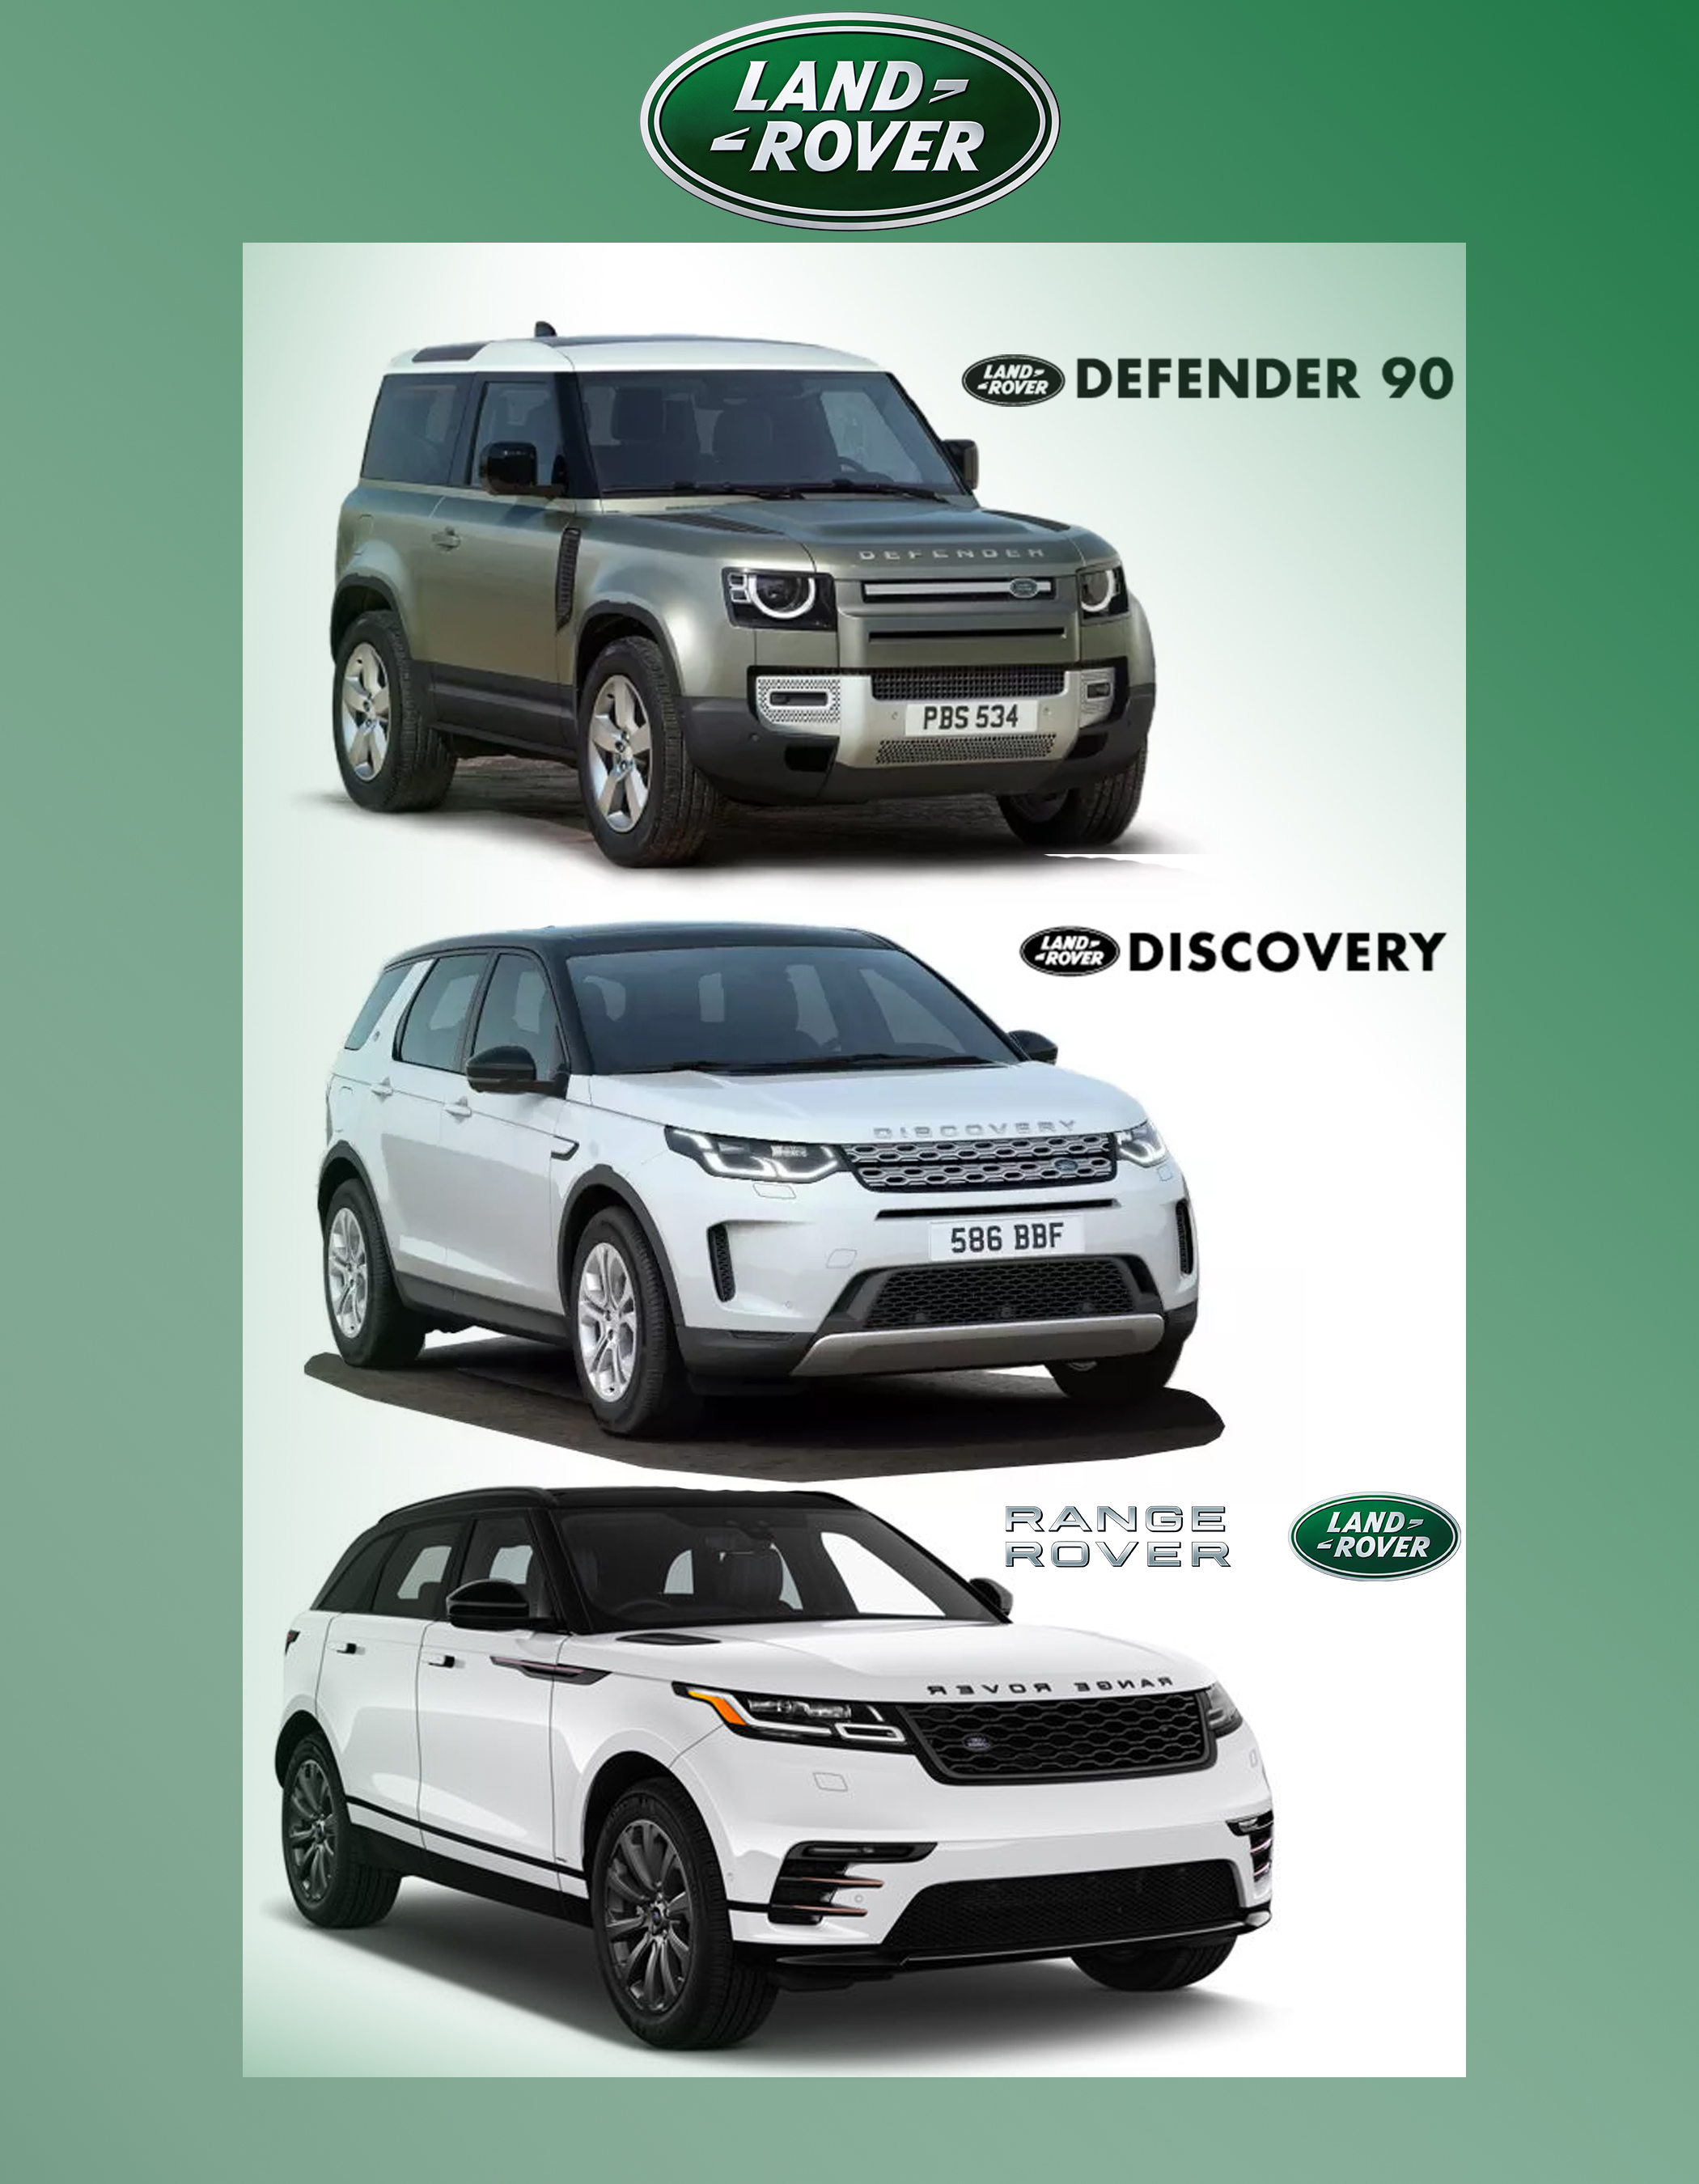 LAND
ROVER
LAND ROVER DEFENDER 90
DEFENDER
PBS 534
LAND ROVER DISCOVERY
DISCOVERY
586 BBF
RANGE
ROVER
LAND
ROVER
RANGE ROVER